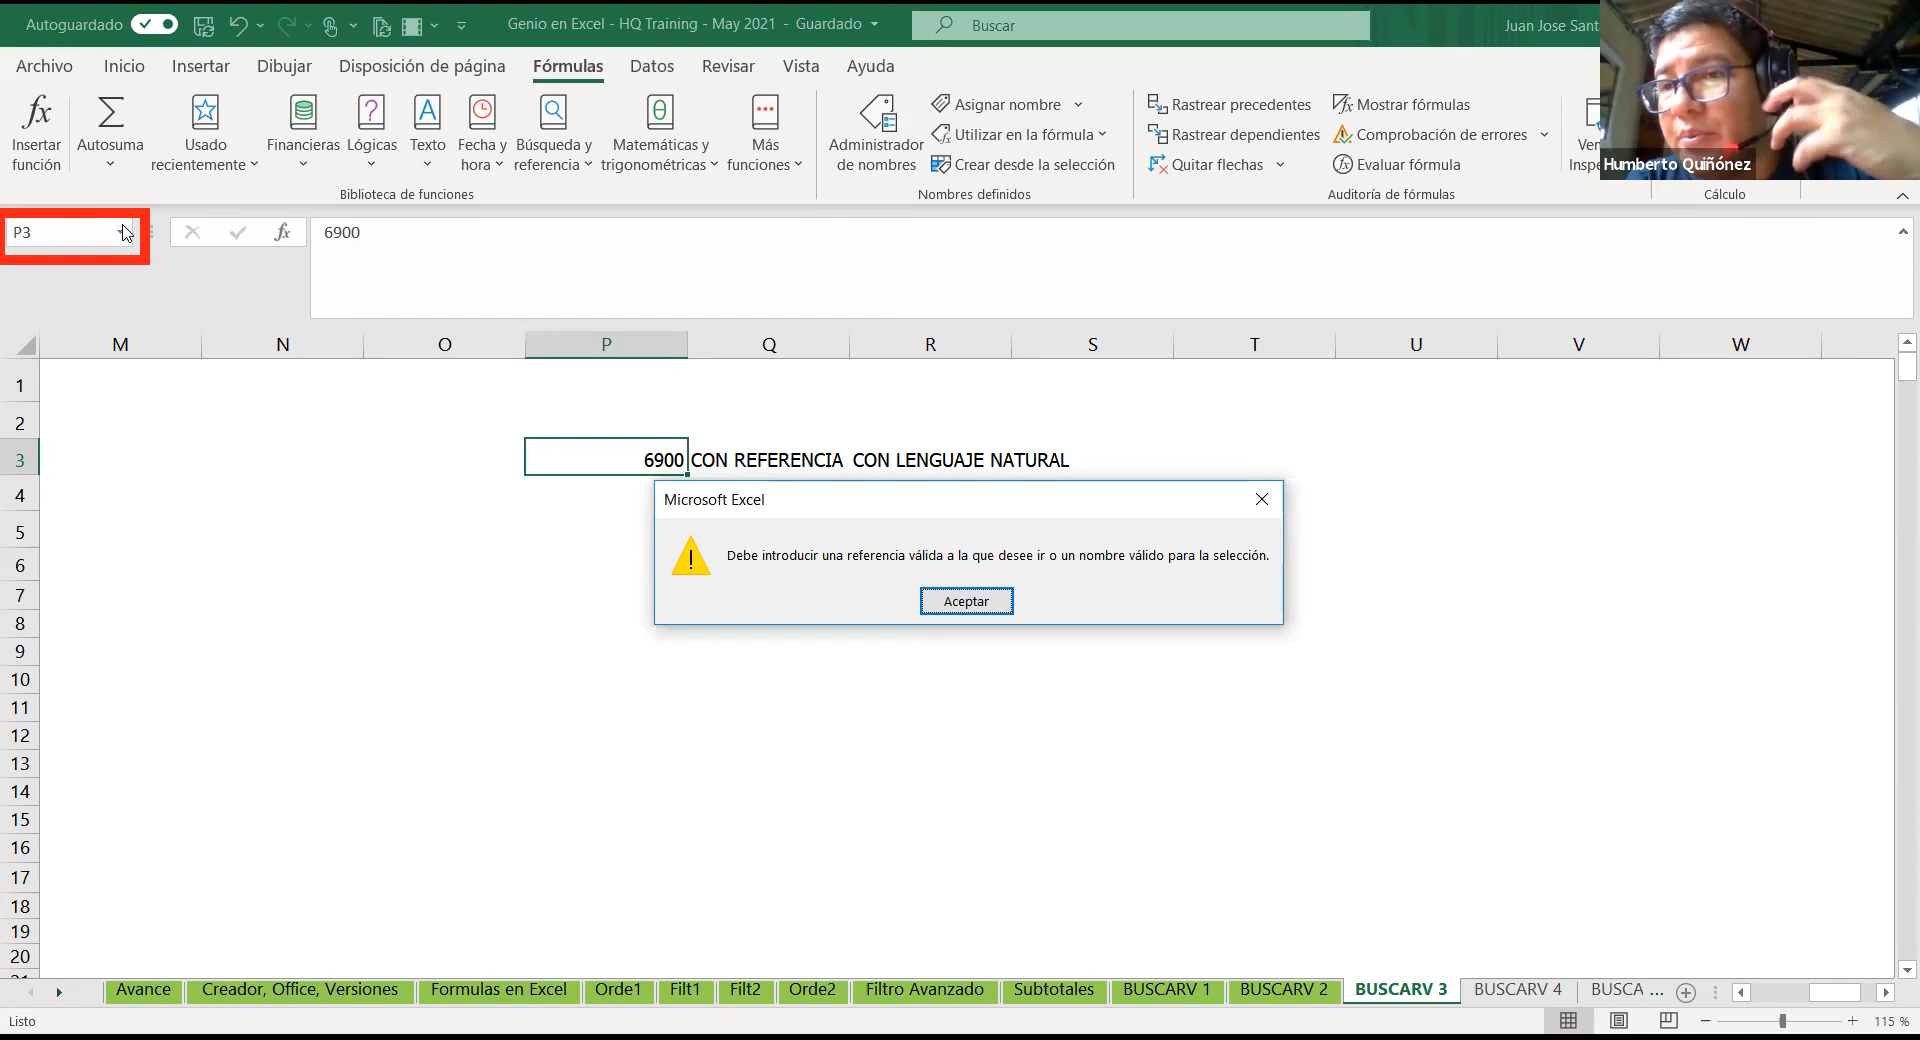 Autoguardado
Genio en Excel - HQ Training - May 2021 - Guardado
Buscar
Juan Jose Sant
Archivo Inicio Insertar Dibujar Disposición de página Fórmulas Datos Revisar Vista Ayuda
fx
Insertar función
Autosuma
Usado recientemente
Financieras
Lógicas
Texto
Fecha y hora
Búsqueda y referencia
Matemáticas y trigonométricas
Más funciones
Biblioteca de funciones
Administrador de nombres
Asignar nombre
Utilizar en la fórmula
Crear desde la selección
Nombres definidos
Rastrear precedentes
Rastrear dependientes
Quitar flechas
Mostrar fórmulas
Comprobación de errores
Evaluar fórmula
Auditoría de fórmulas
Ven
Inspe
Cálculo
Humberto Quiñónez
P3
fx
6900
M N O P Q R S T U V W
1
2
3
6900 CON REFERENCIA CON LENGUAJE NATURAL
4
5
6
7
8
9
10
11
12
13
14
15
16
17
18
19
20
Microsoft Excel
Debe introducir una referencia válida a la que desee ir o un nombre válido para la selección.
Aceptar
Avance Creador, Office, Versiones Formulas en Excel Orde1 Filt1 Filt2 Orde2 Filtro Avanzado Subtotales BUSCARV 1 BUSCARV 2 BUSCARV 3 BUSCARV 4 BUSCA ...
Listo
115 %